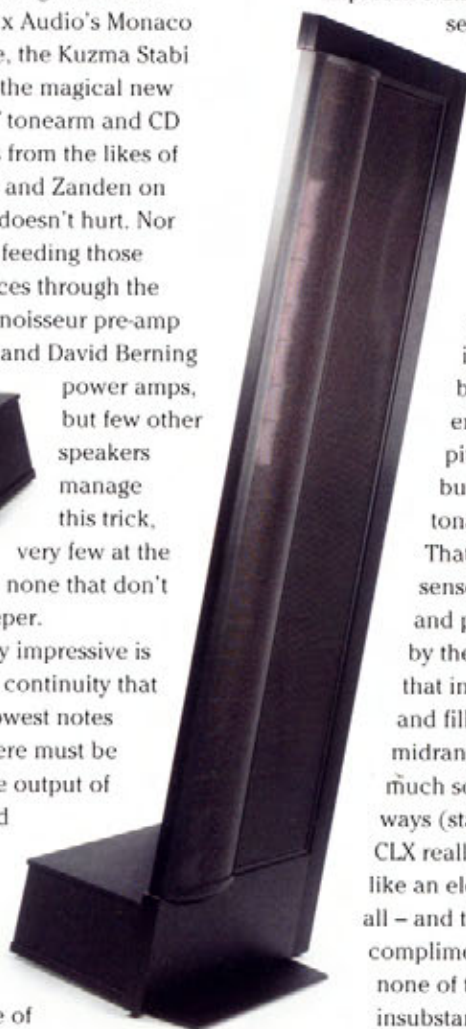 x Audio's Monaco
e, the Kuzma Stabi
the magical new
tonearm and CD
s from the likes of
and Zanden on
doesn't hurt. Nor
feeding those
ces through the
noisseur pre-amp
and David Berning
power amps,
but few other
speakers
manage
this trick,
very few at the
none that don't
eper.
y impressive is
continuity that
owest notes
ere must be
e output of
d
e of
se
i
b
e
pi
bu
ton
That
sense
and p
by the
that in
and fill
midran
much se
ways (sta
CLX reall
like an ele
all – and t
complime
none of t
insubstan